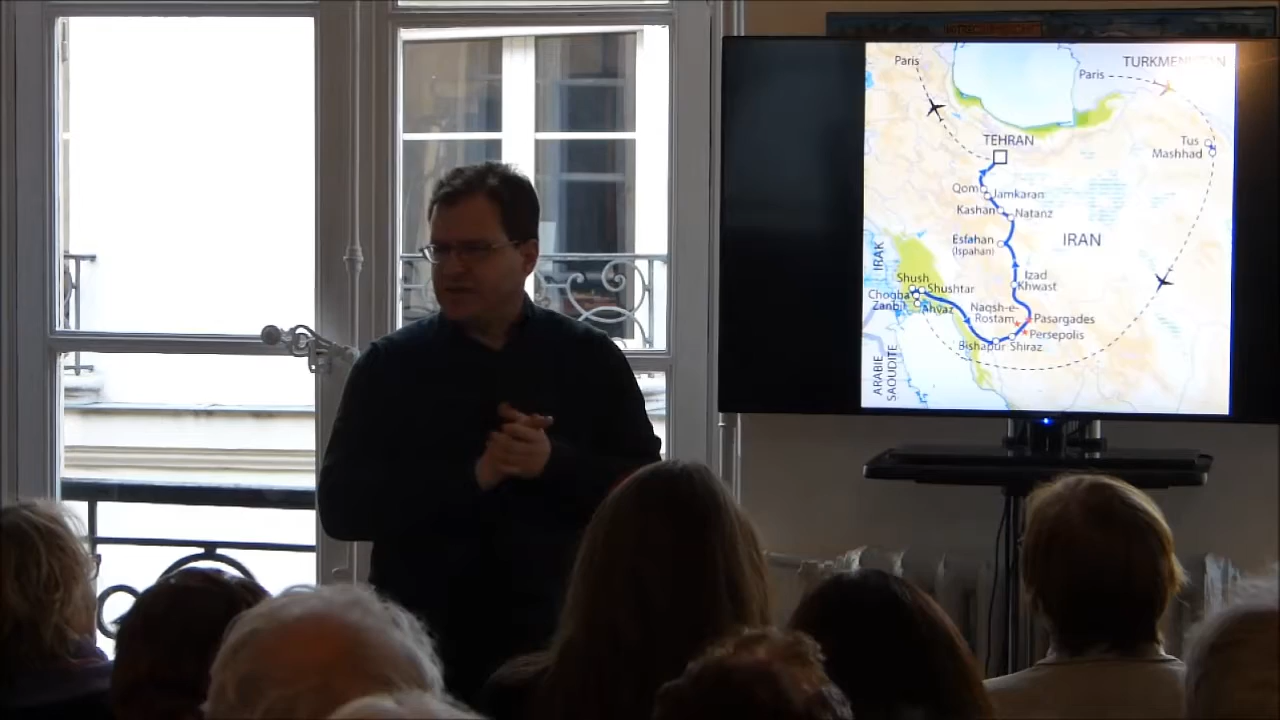 Paris
TURKMENISTAN
Paris
TEHRAN
Tus
Mashhad
Qom
Jamkaran
Kashan
Natanz
Esfahan
(Ispahan)
IRAN
IRAK
Izad
Khwast
Shush
Shushtar
Chogha
Zanbil
Ahvaz
Naqsh-e-
Rostam
Pasargades
Persepolis
Bishapur
Shiraz
ARABIE
SAOUDITE